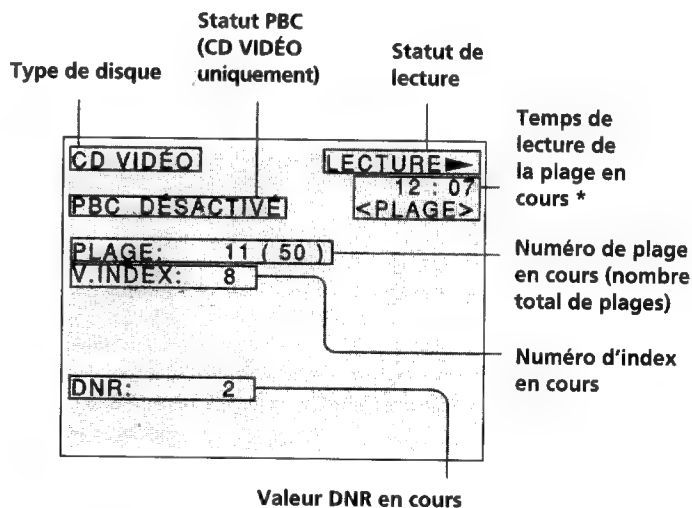 Statut PBC
(CD VIDÉO
uniquement)
Type de disque
Statut de
lecture
Temps de
lecture de
la plage en
cours *
CD VIDÉO
LECTURE►
12 : 07
<PLAGE>
PBC DÉSACTIVÉ
PLAGE: 11 ( 50 )
V.INDEX: 8
Numéro de plage
en cours (nombre
total de plages)
Numéro d'index
en cours
DNR: 2
Valeur DNR en cours